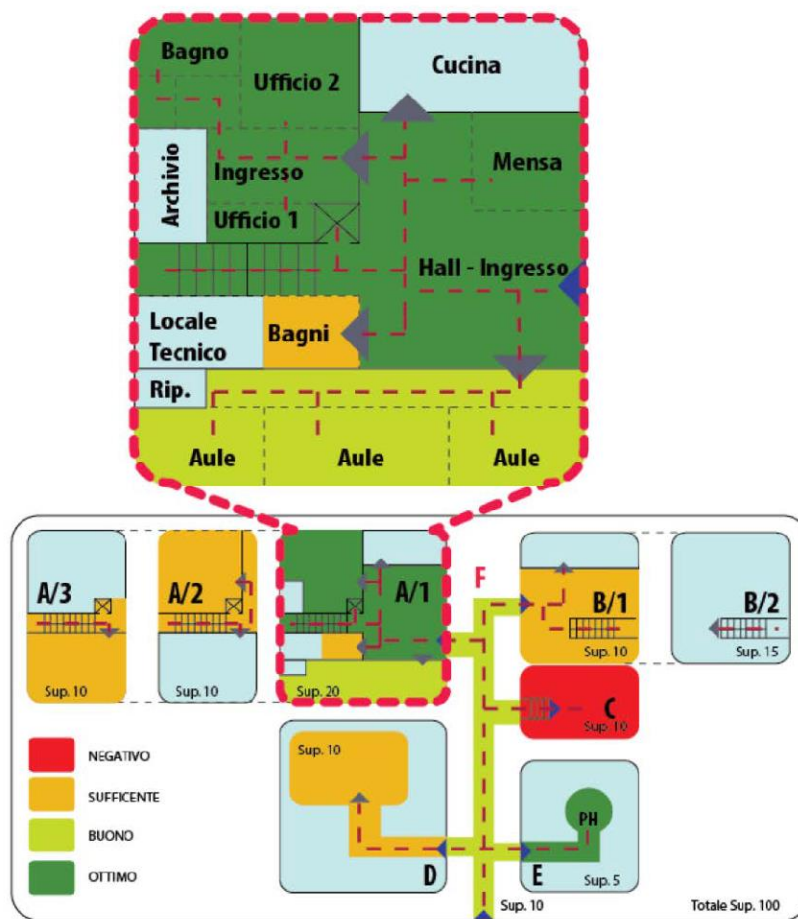 Bagno
Ufficio 2
Cucina
Archivio
Ingresso
Mensa
Ufficio 1
Hall - Ingresso
Locale
Tecnico
Bagni
Rip.
Aule
Aule
Aule
F
A/3
A/2
A/1
B/1
B/2
Sup. 10
Sup. 10
Sup. 20
Sup. 10
Sup. 15
C
Sup. 10
NEGATIVO
SUFFICENTE
BUONO
OTTIMO
Sup. 10
D
PH
E
Sup. 5
Sup. 10
Totale Sup. 100